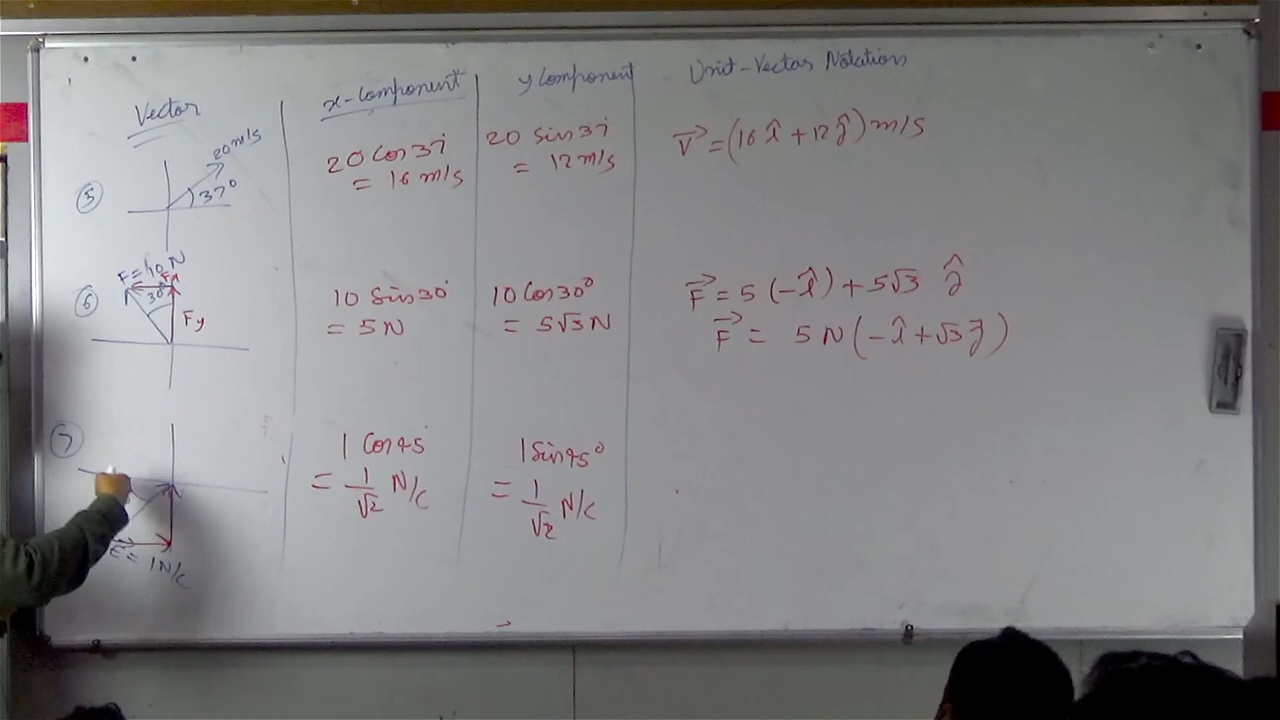 Vector
x-Component
y Component
Unit-Vector Notation
⑤
20 m/s
37°
20 Cos 37°
= 16 m/s
20 Sin 37°
= 12 m/s
V⃗ = (16 î + 12 ĵ) m/s
⑥
F = 10 N
Fx
30°
Fy
10 Sin 30°
= 5 N
10 Cos 30°
= 5√3 N
F⃗ = 5 (-î) + 5√3 ĵ
F⃗ = 5 N (-î + √3 ĵ)
⑦
E = 1 N/C
1 Cos 45°
= 1/√2 N/C
1 Sin 45°
= 1/√2 N/C